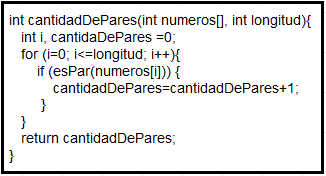 int cantidadDePares(int numeros[], int longitud){
int i, cantidaDePares =0;
for (i=0; i<=longitud; i++){
if (esPar(numeros[i])) {
cantidadDePares=cantidadDePares+1;
}
}
return cantidadDePares;
}